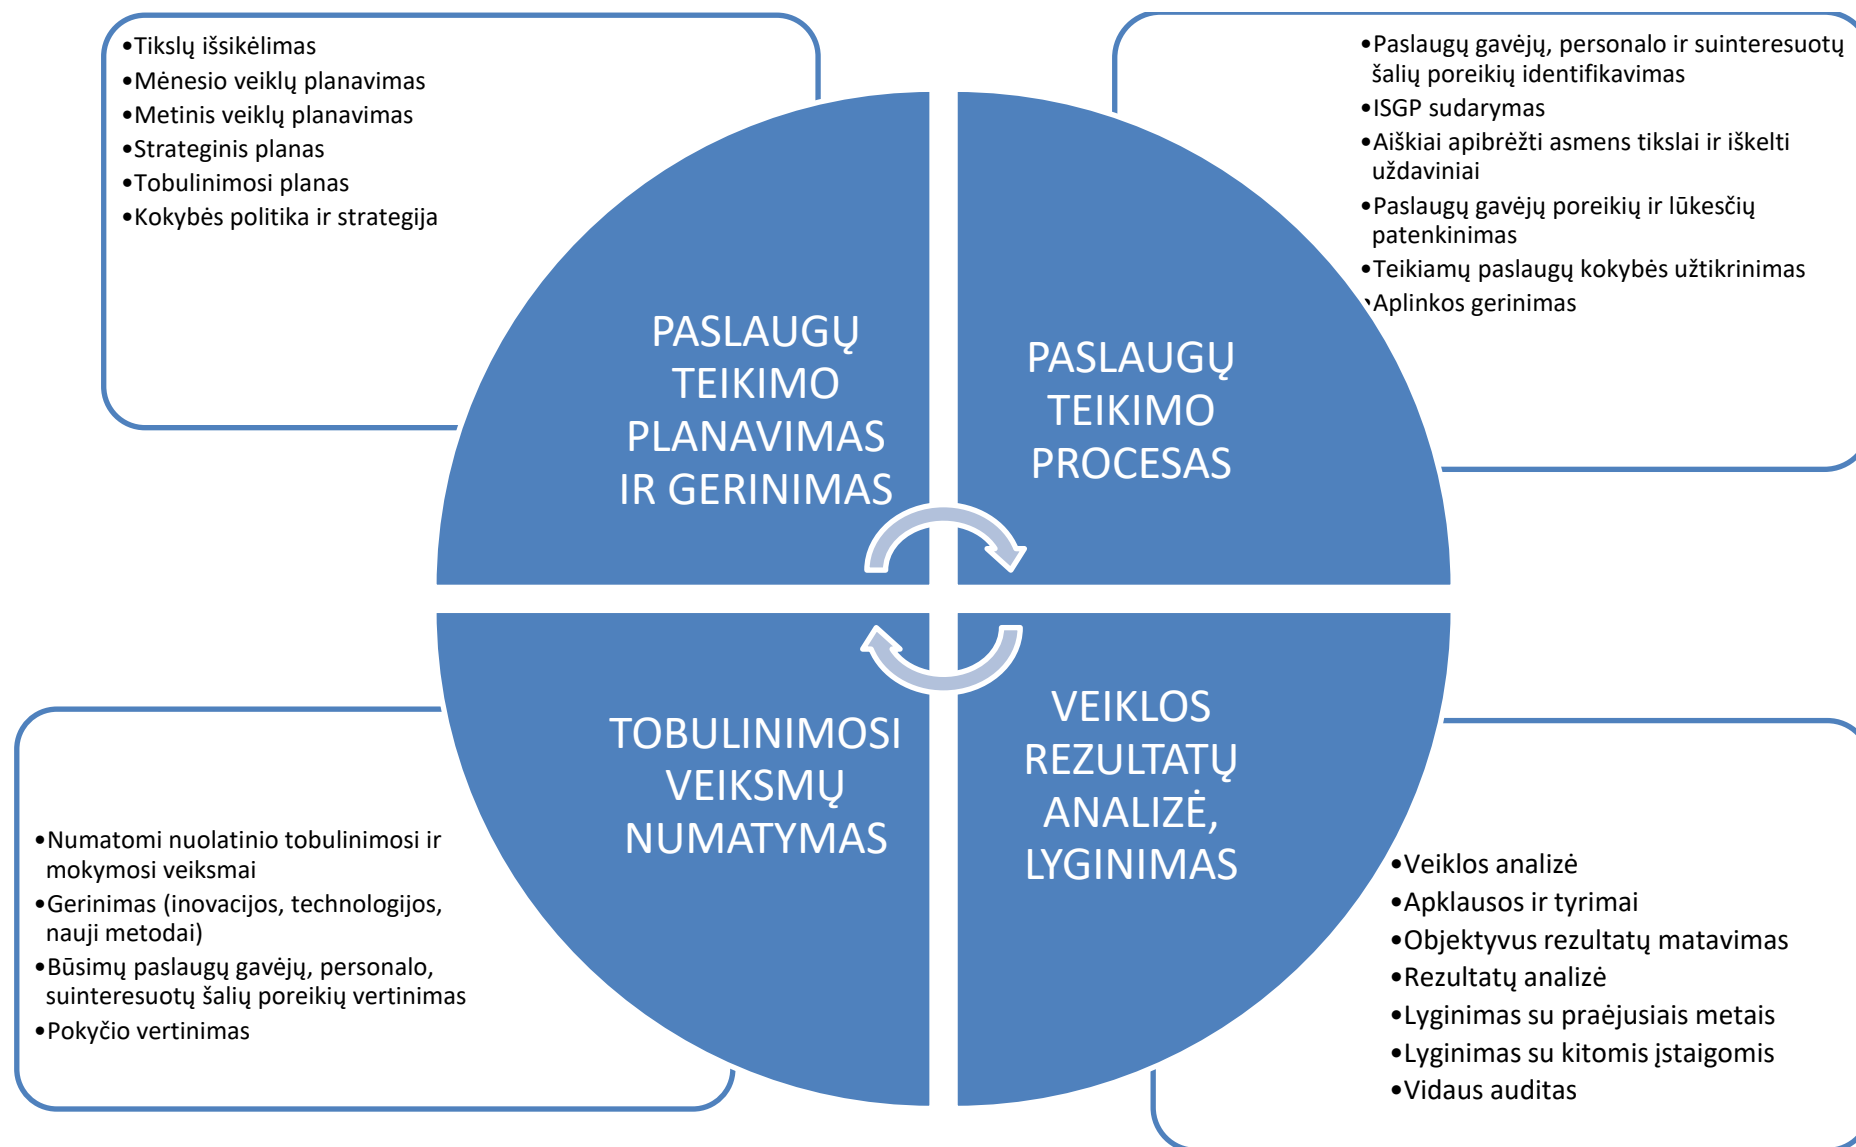 •Tikslų išsikėlimas
•Mėnesio veiklų planavimas
•Metinis veiklų planavimas
•Strateginis planas
•Tobulinimosi planas
•Kokybės politika ir strategija
•Paslaugų gavėjų, personalo ir suinteresuotų
šalių poreikių identifikavimas
•ISGP sudarymas
•Aiškiai apibrėžti asmens tikslai ir iškelti
uždaviniai
•Paslaugų gavėjų poreikių ir lūkesčių
patenkinimas
•Teikiamų paslaugų kokybės užtikrinimas
•Aplinkos gerinimas
PASLAUGŲ
TEIKIMO
PLANAVIMAS
IR GERINIMAS
PASLAUGŲ
TEIKIMO
PROCESAS
TOBULINIMOSI
VEIKSMŲ
NUMATYMAS
VEIKLOS
REZULTATŲ
ANALIZĖ,
LYGINIMAS
•Numatomi nuolatinio tobulinimosi ir
mokymosi veiksmai
•Gerinimas (inovacijos, technologijos,
nauji metodai)
•Būsimų paslaugų gavėjų, personalo,
suinteresuotų šalių poreikių vertinimas
•Pokyčio vertinimas
•Veiklos analizė
•Apklausos ir tyrimai
•Objektyvus rezultatų matavimas
•Rezultatų analizė
•Lyginimas su praėjusiais metais
•Lyginimas su kitomis įstaigomis
•Vidaus auditas